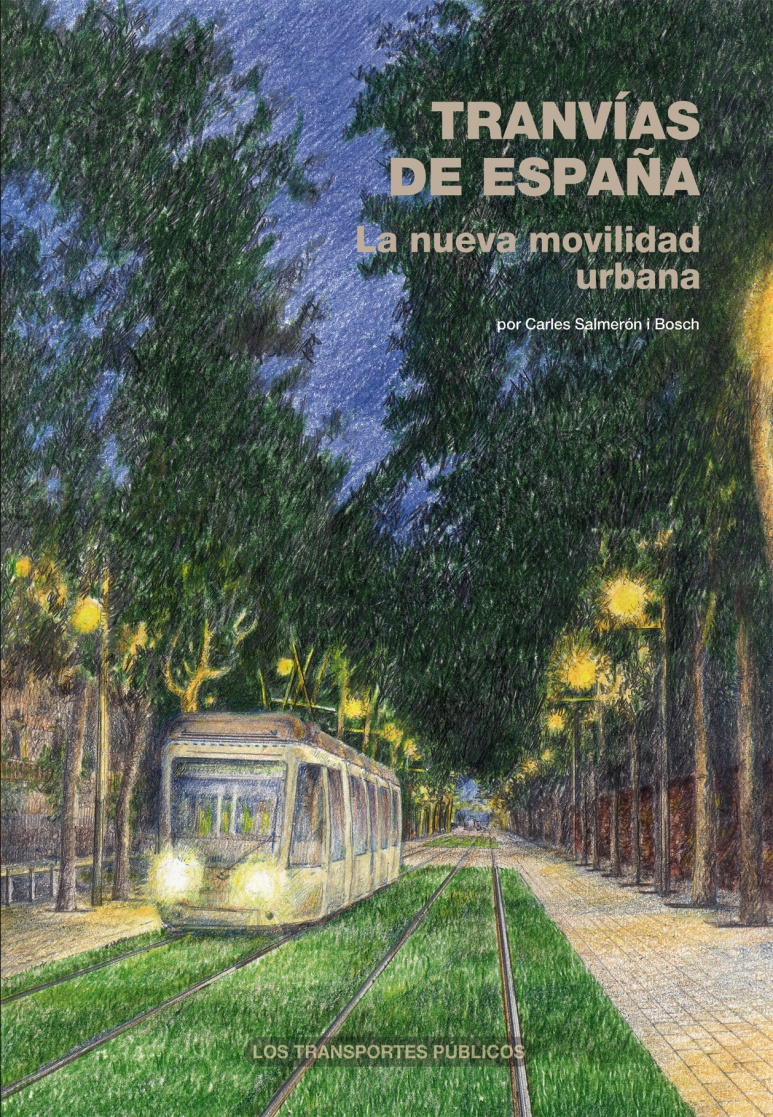 TRANVÍAS
DE ESPAÑA
La nueva movilidad
urbana
por Carles Salmerón i Bosch
LOS TRANSPORTES PÚBLICOS